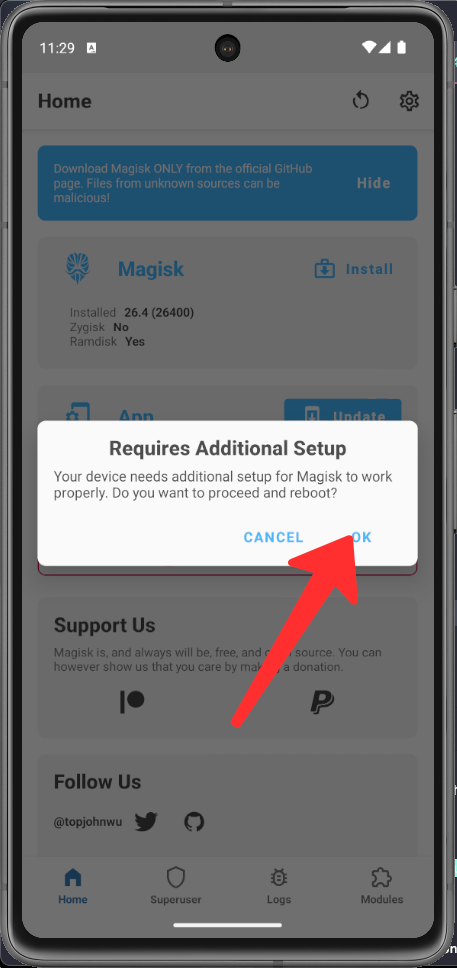 11:29 A
Home
Download Magisk ONLY from the official GitHub
page. Files from unknown sources can be
malicious!
Hide
Magisk
Install
Installed 26.4 (26400)
Zygisk No
Ramdisk Yes
App
Update
Requires Additional Setup
Your device needs additional setup for Magisk to work
properly. Do you want to proceed and reboot?
CANCEL
OK
Support Us
Magisk is, and always will be, free, and source. You can
however show us that you care by a donation.
Follow Us
@topjohnwu
Home
Superuser
Logs
Modules